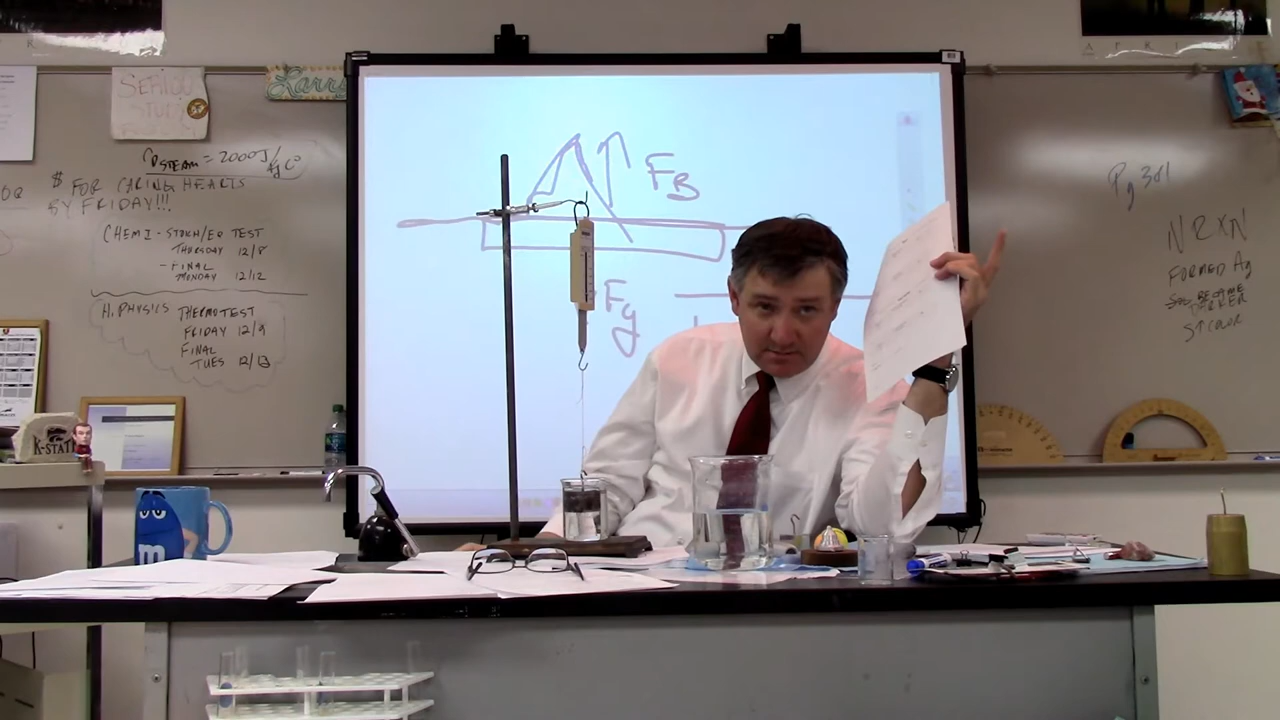 SERIOUS
STUDY
Larry
CPSTEAM = 2000J/kg C°
$ FOR CARING HEARTS
BY FRIDAY!!!
CHEM I - STOICH/EQ TEST
THURSDAY 12/8
- FINAL
MONDAY 12/12
H. PHYSICS THERMO TEST
FRIDAY 12/9
FINAL
TUES 12/13
K-STATE
m
FB
Fg
Pg 381
N RXN
FORMED Ag
BECAME
DARKER
ST COLOR